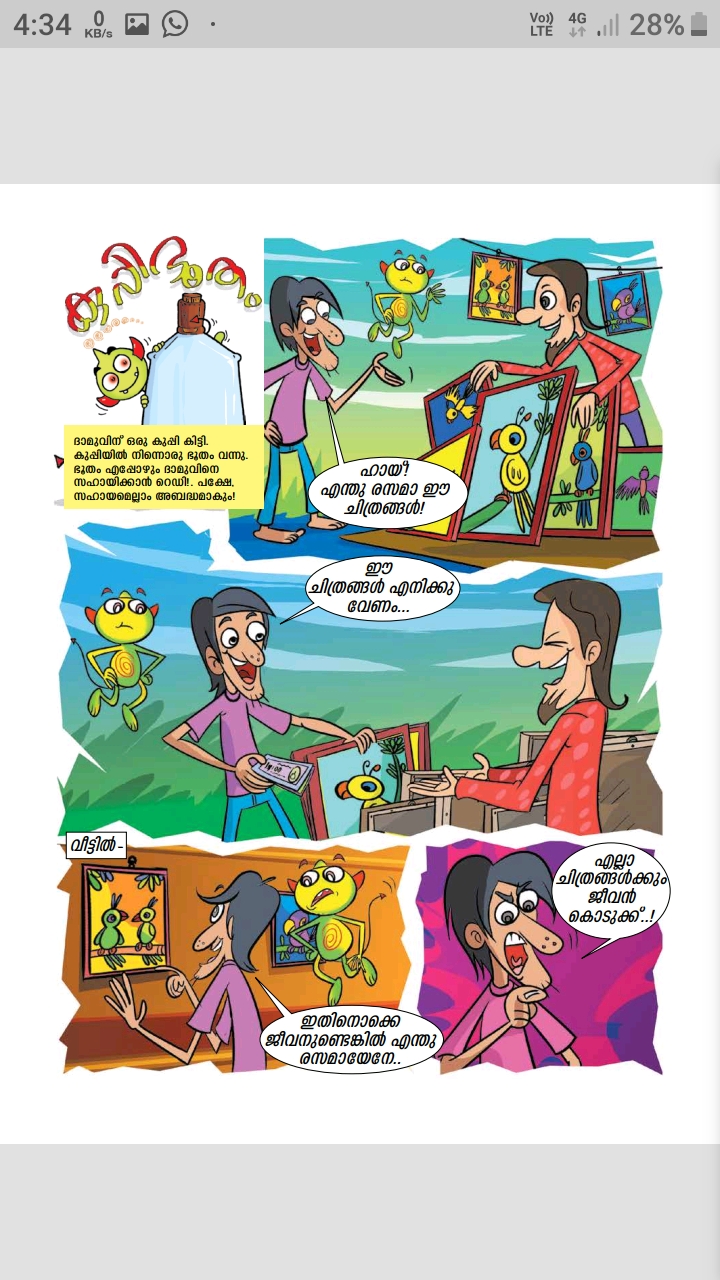 4:34
0
KB/s
Vo))
LTE
4G
28%
കുപ്പിഭൂതം
ദാമുവിന് ഒരു കുപ്പി കിട്ടി.
കുപ്പിയിൽ നിന്നൊരു ഭൂതം വന്നു.
ഭൂതം എപ്പോഴും ദാമുവിനെ
സഹായിക്കാൻ റെഡി!. പക്ഷേ,
സഹായമെല്ലാം അബദ്ധമാകും!
ഹായ്!
എന്തു രസമാ ഈ
ചിത്രങ്ങൾ!
ഈ
ചിത്രങ്ങൾ എനിക്കു
വേണം...
വീട്ടിൽ -
ഇതിനൊക്കെ
ജീവനുണ്ടെങ്കിൽ എന്തു
രസമായേനേ..
എല്ലാ
ചിത്രങ്ങൾക്കും
ജീവൻ
കൊടുക്ക്..!